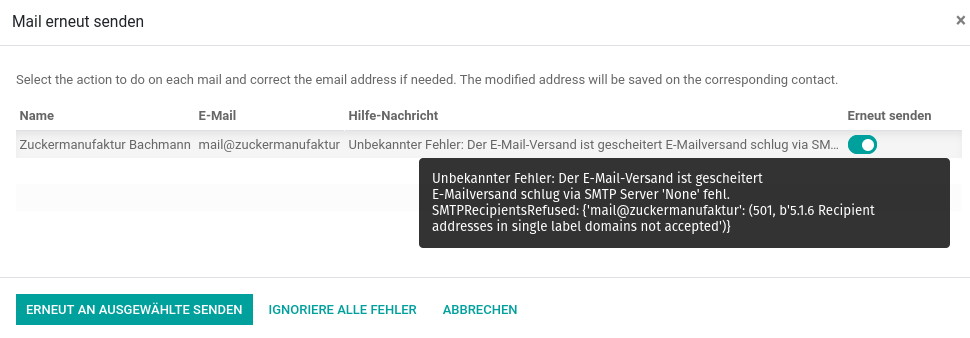 Mail erneut senden
×
Select the action to do on each mail and correct the email address if needed. The modified address will be saved on the corresponding contact.
Name E-Mail Hilfe-Nachricht Erneut senden
Zuckermanufaktur Bachmann mail@zuckermanufaktur Unbekannter Fehler: Der E-Mail-Versand ist gescheitert E-Mailversand schlug via SM...
Unbekannter Fehler: Der E-Mail-Versand ist gescheitert
E-Mailversand schlug via SMTP Server 'None' fehl.
SMTPRecipientsRefused: {'mail@zuckermanufaktur': (501, b'5.1.6 Recipient
addresses in single label domains not accepted')}
ERNEUT AN AUSGEWÄHLTE SENDEN IGNORIERE ALLE FEHLER ABBRECHEN